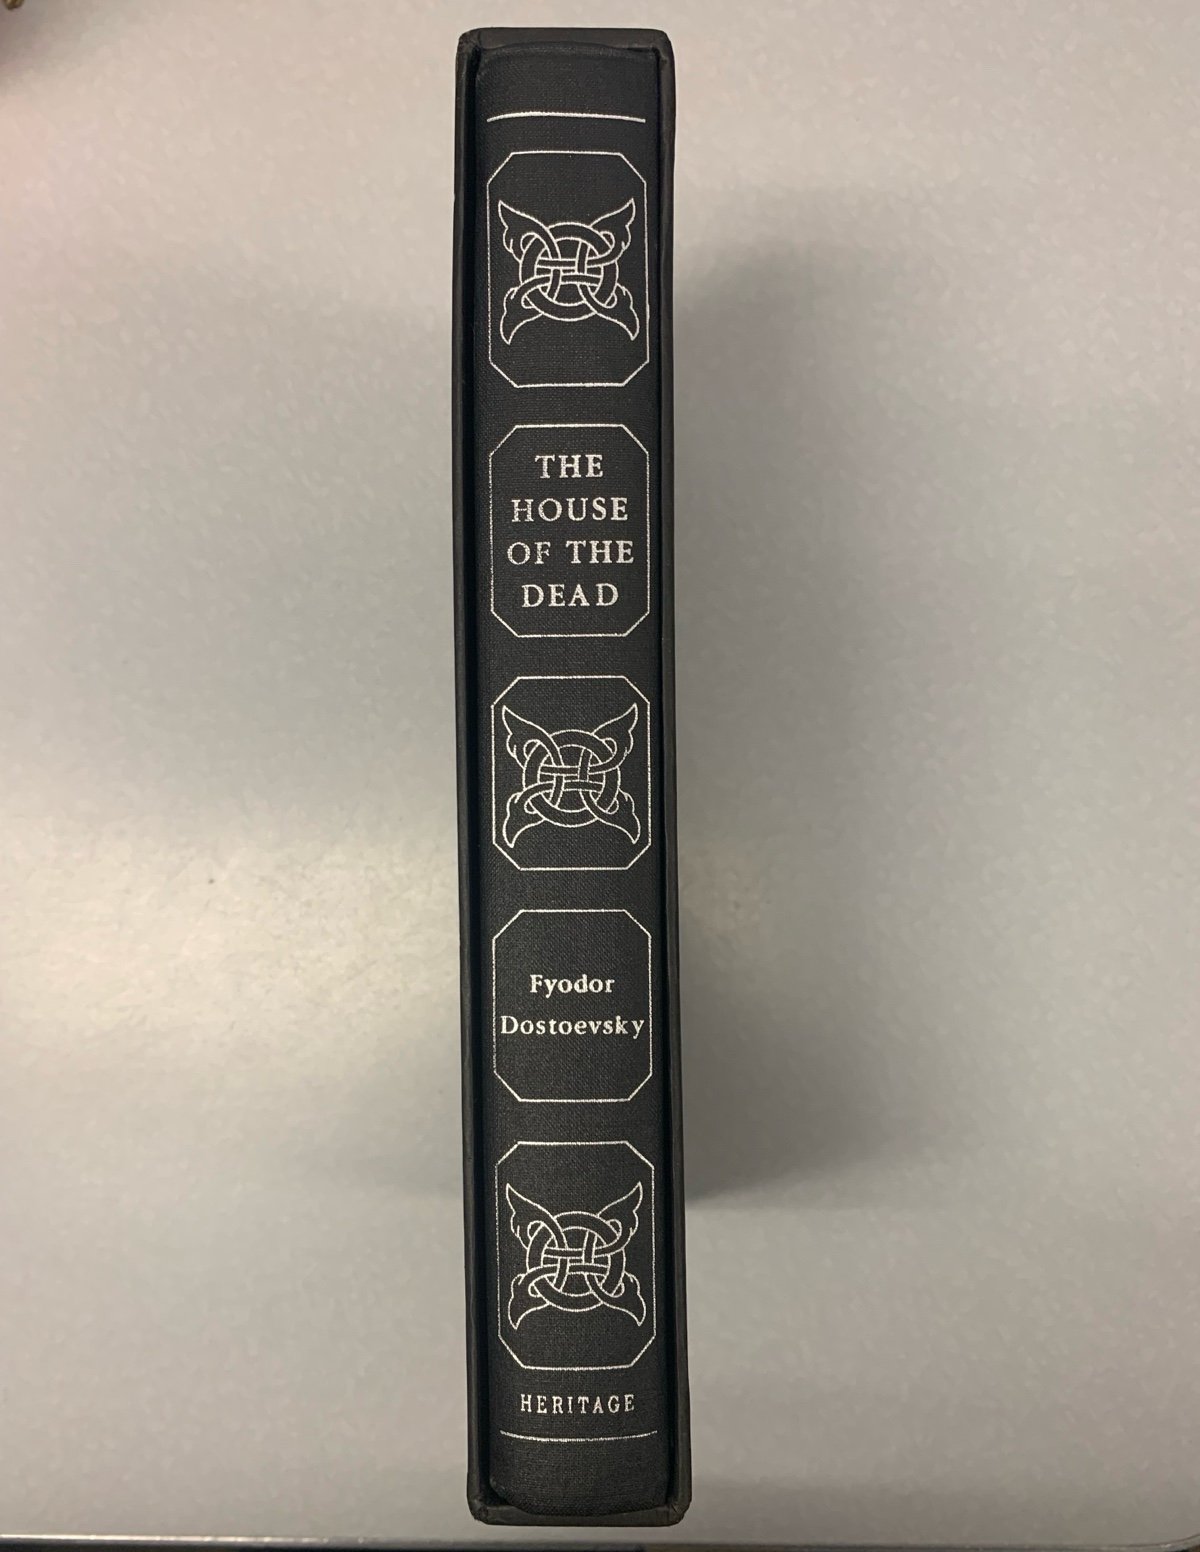 THE
HOUSE
OF THE
DEAD
Fyodor
Dostoevsky
HERITAGE